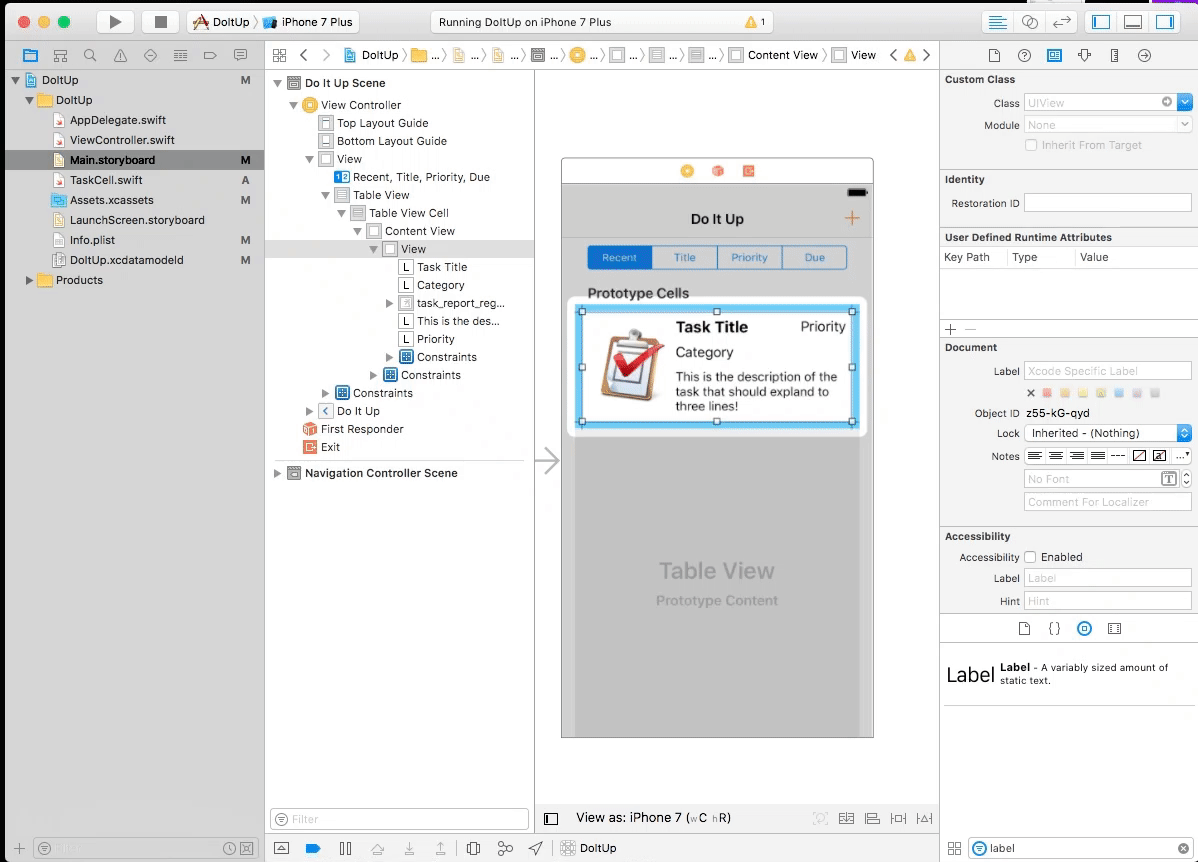 DoItUp
iPhone 7 Plus
Running DoItUp on iPhone 7 Plus
1
DoItUp
...
...
...
...
...
...
...
...
Content View
View
DoItUp M
DoItUp
AppDelegate.swift
ViewController.swift
Main.storyboard M
TaskCell.swift A
Assets.xcassets M
LaunchScreen.storyboard
Info.plist M
DoItUp.xcdatamodeld M
Products
Do It Up Scene
View Controller
Top Layout Guide
Bottom Layout Guide
View
1 2 Recent, Title, Priority, Due
Table View
Table View Cell
Content View
View
L Task Title
L Category
task_report_reg...
L This is the des...
L Priority
Constraints
Constraints
Constraints
Do It Up
First Responder
Exit
Navigation Controller Scene
Filter
Do It Up
Recent Title Priority Due
Prototype Cells
Task Title Priority
Category
This is the description of the
task that should expland to
three lines!
Table View
Prototype Content
View as: iPhone 7 (wC hR)
DoItUp
Custom Class
Class UIView
Module None
Inherit From Target
Identity
Restoration ID
User Defined Runtime Attributes
Key Path Type Value
Document
Label Xcode Specific Label
Object ID z55-kG-qyd
Lock Inherited - (Nothing)
Notes
No Font T
Comment For Localizer
Accessibility
Accessibility Enabled
Label Label
Hint Hint
{}
Label Label - A variably sized amount of
static text.
label